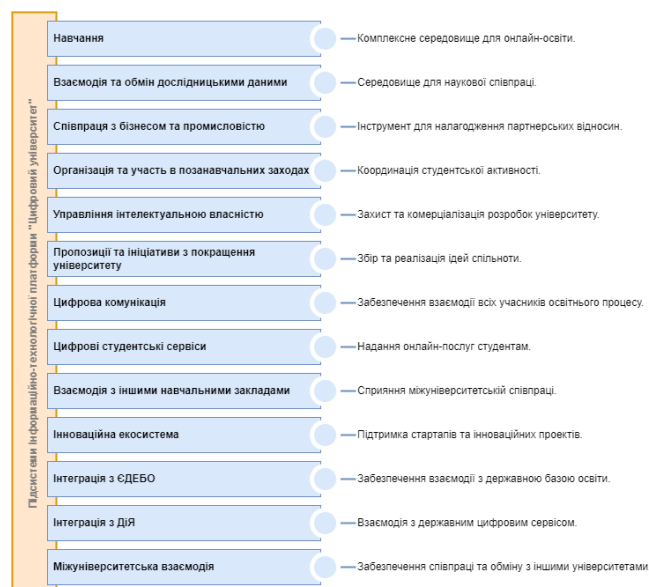 Підсистеми інформаційно-технологічної платформи "Цифровий університет"
Навчання
Комплексне середовище для онлайн-освіти.
Взаємодія та обмін дослідницькими даними
Середовище для наукової співпраці.
Співпраця з бізнесом та промисловістю
Інструмент для налагодження партнерських відносин.
Організація та участь в позанавчальних заходах
Координація студентської активності.
Управління інтелектуальною власністю
Захист та комерціалізація розробок університету.
Пропозиції та ініціативи з покращення
університету
Збір та реалізація ідей спільноти.
Цифрова комунікація
Забезпечення взаємодії всіх учасників освітнього процесу.
Цифрові студентські сервіси
Надання онлайн-послуг студентам.
Взаємодія з іншими навчальними закладами
Сприяння міжуніверситетській співпраці.
Інноваційна екосистема
Підтримка стартапів та інноваційних проектів.
Інтеграція з ЄДЕБО
Забезпечення взаємодії з державною базою освіти.
Інтеграція з ДіЯ
Взаємодія з державним цифровим сервісом.
Міжуніверситетська взаємодія
Забезпечення співпраці та обміну з іншими університетами